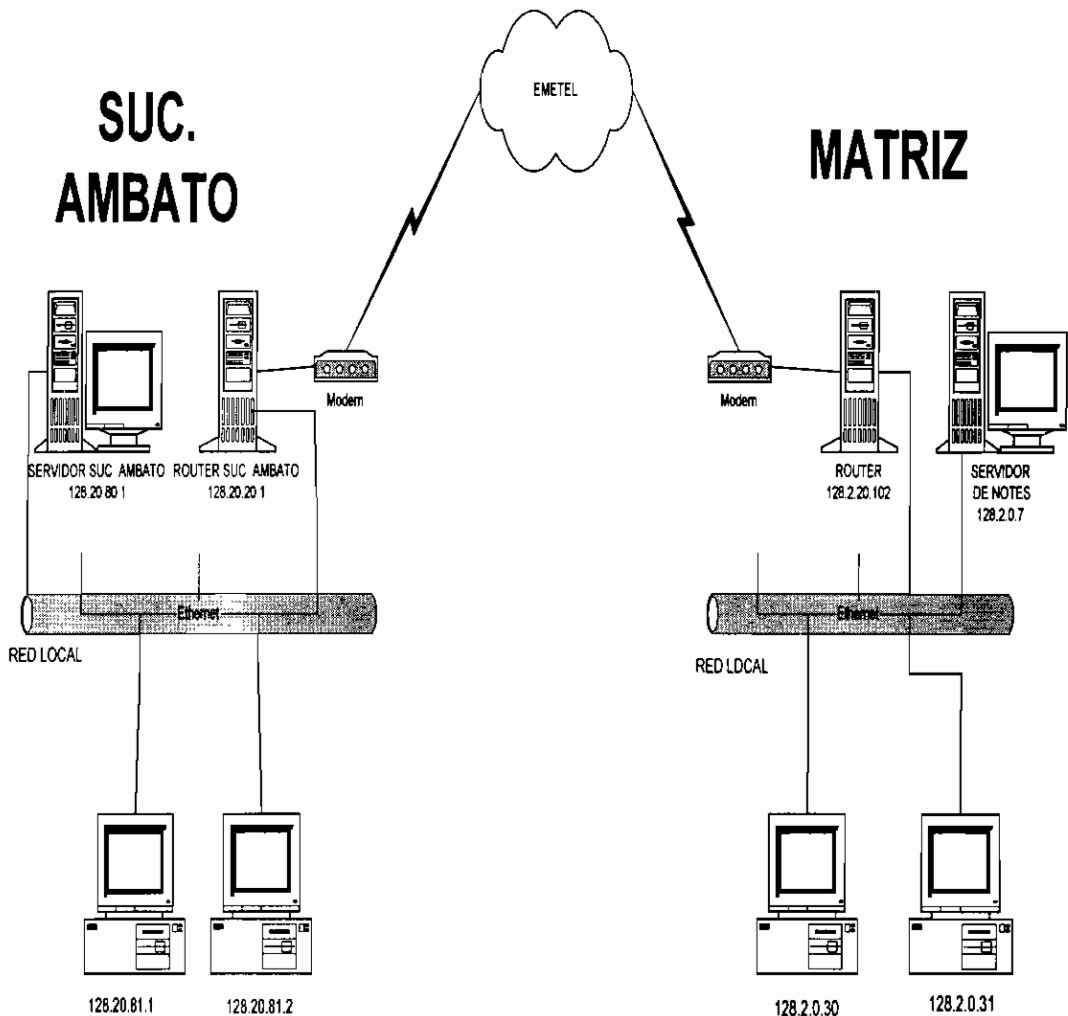 EMETEL
SUC.
AMBATO
MATRIZ
Modem
Modem
SERVIDOR SUC AMBATO
128.20 80 1
ROUTER SUC AMBATO
128.20.20 1
ROUTER
128.2.20.102
SERVIDOR
DE NOTES
128.2.0.7
Ethernet
Ethernet
RED LOCAL
RED LOCAL
128.20.81.1
128.20.81.2
128.2.0.30
128.2.0.31